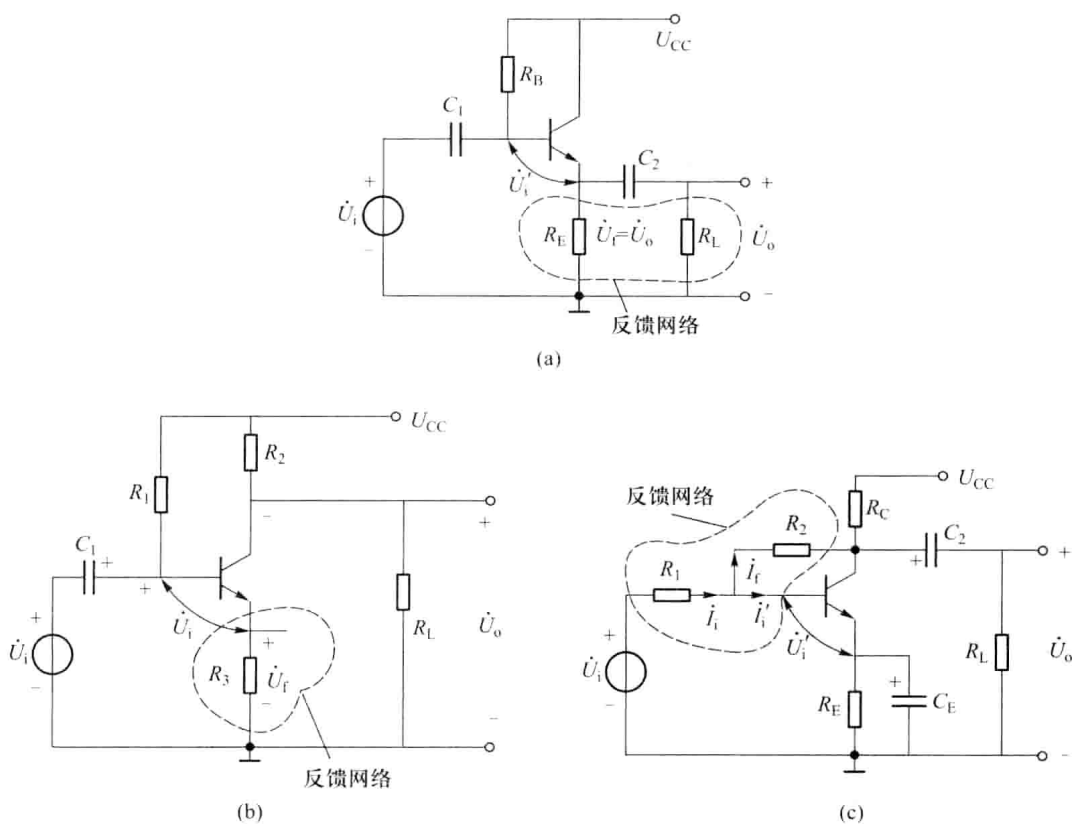 U_CC
R_B
C_1
C_2
U̇_i'
+
U̇_i
−
R_E
U̇_f=U̇_o
R_L
+
U̇_o
−
反馈网络
(a)
U_CC
R_2
R_1
−
+
C_1
+
+
U̇_i
+
U̇_i
−
+
R_3
U̇_f
−
R_L
U̇_o
−
反馈网络
(b)
U_CC
反馈网络
R_C
R_2
C_2
+
+
R_1
İ_f
İ_i
İ_i'
U̇_i'
+
U̇_i
−
R_E
+
C_E
R_L
U̇_o
−
(c)